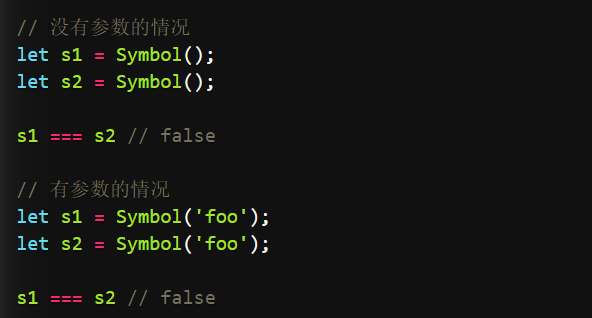 // 没有参数的情况
let s1 = Symbol();
let s2 = Symbol();
s1 === s2 // false
// 有参数的情况
let s1 = Symbol('foo');
let s2 = Symbol('foo');
s1 === s2 // false